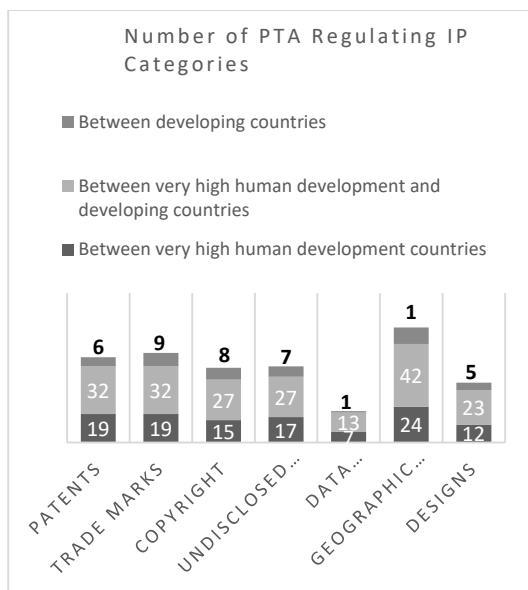 Number of PTA Regulating IP
Categories
Between developing countries
Between very high human development and
developing countries
Between very high human development countries
6 9 8 7 1 1 5
32 32 27 27 13 42 23
19 19 15 17 7 24 12
PATENTS
TRADE MARKS
COPYRIGHT
UNDISCLOSED...
DATA...
GEOGRAPHIC...
DESIGNS